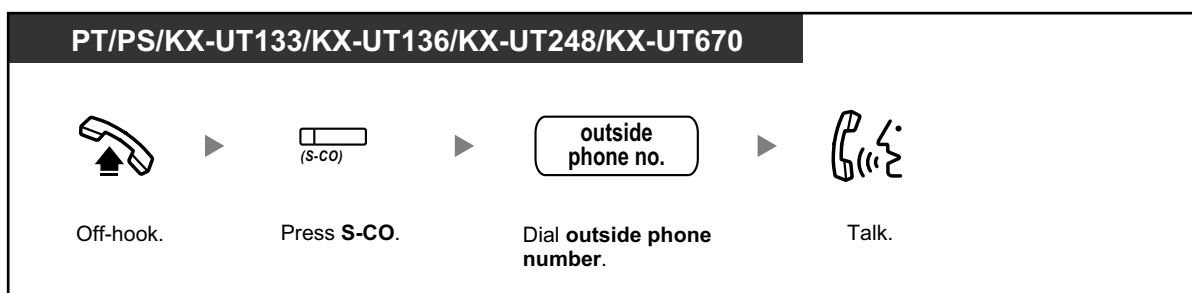 PT/PS/KX-UT133/KX-UT136/KX-UT248/KX-UT670
(S-CO)
outside
phone no.
Off-hook.
Press S-CO.
Dial outside phone
number.
Talk.